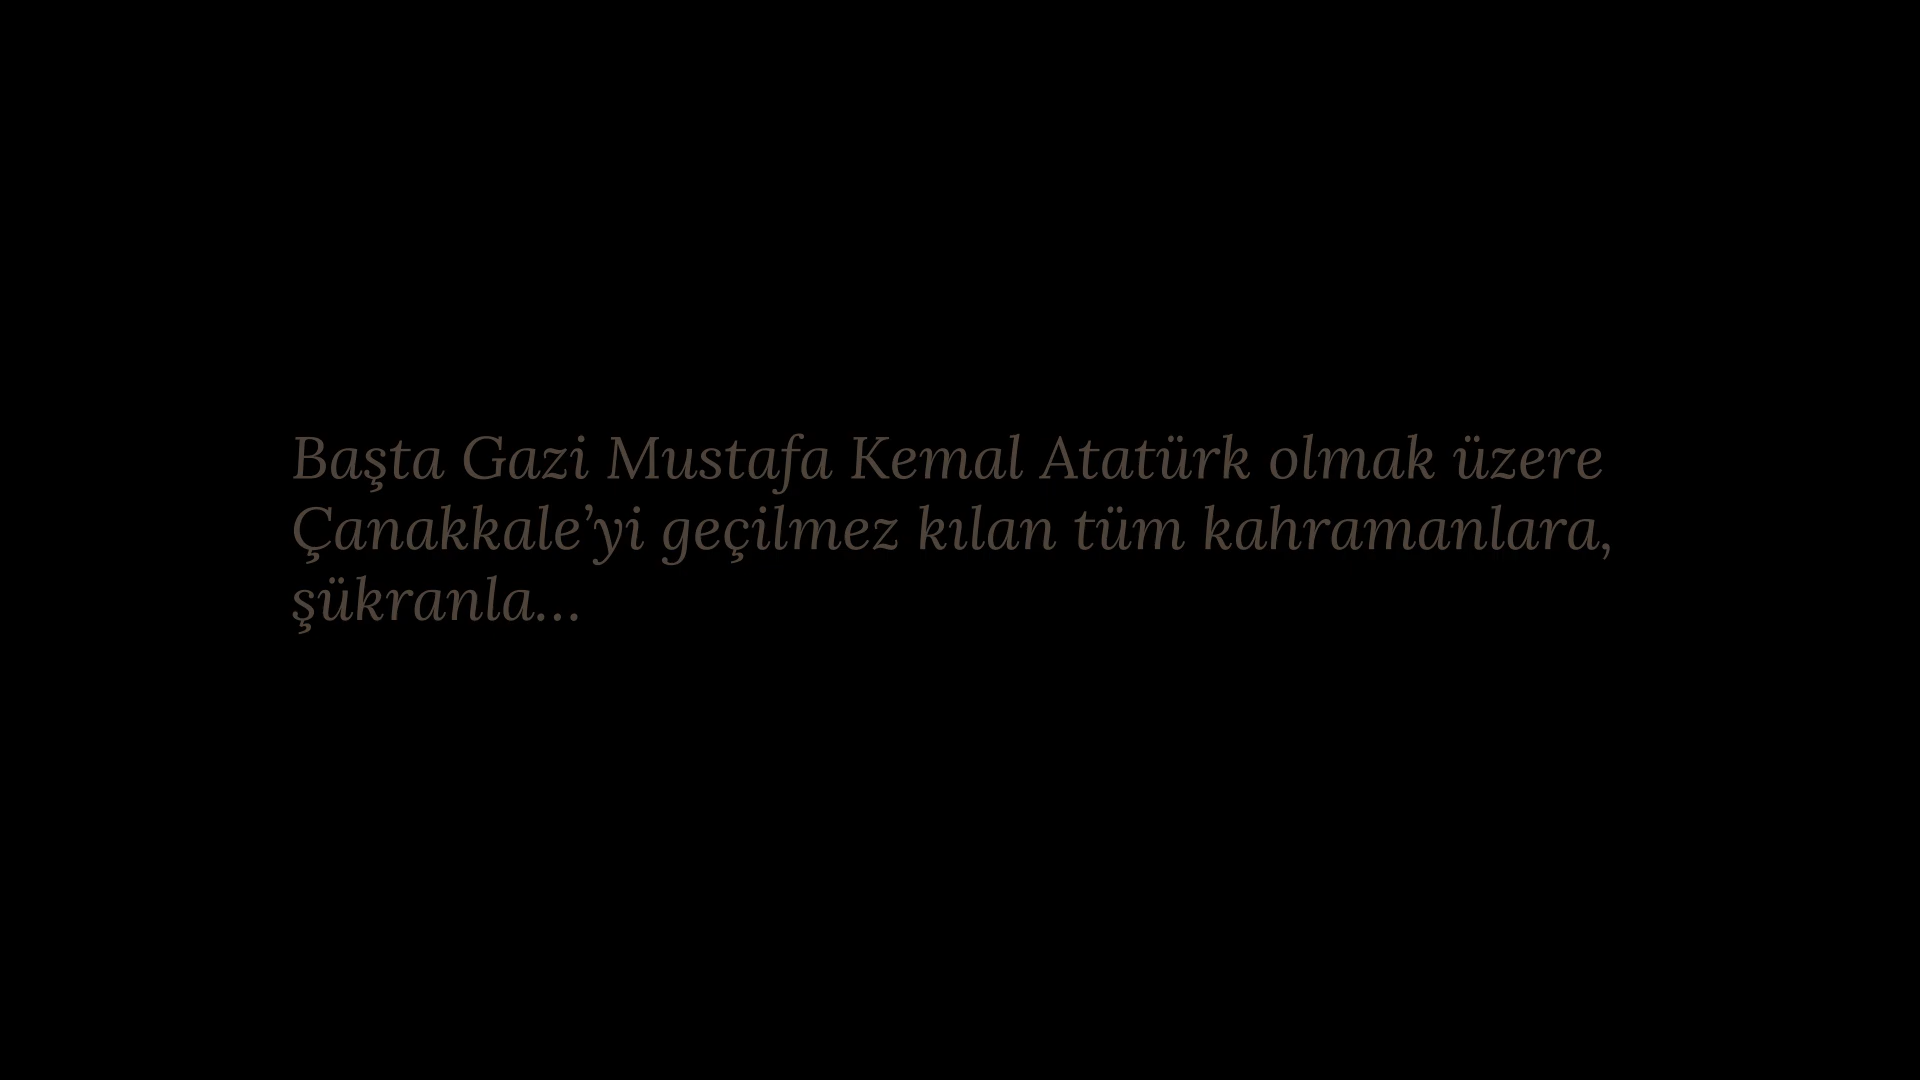 Başta Gazi Mustafa Kemal Atatürk olmak üzere
Çanakkale’yi geçilmez kılan tüm kahramanlara,
şükranla...